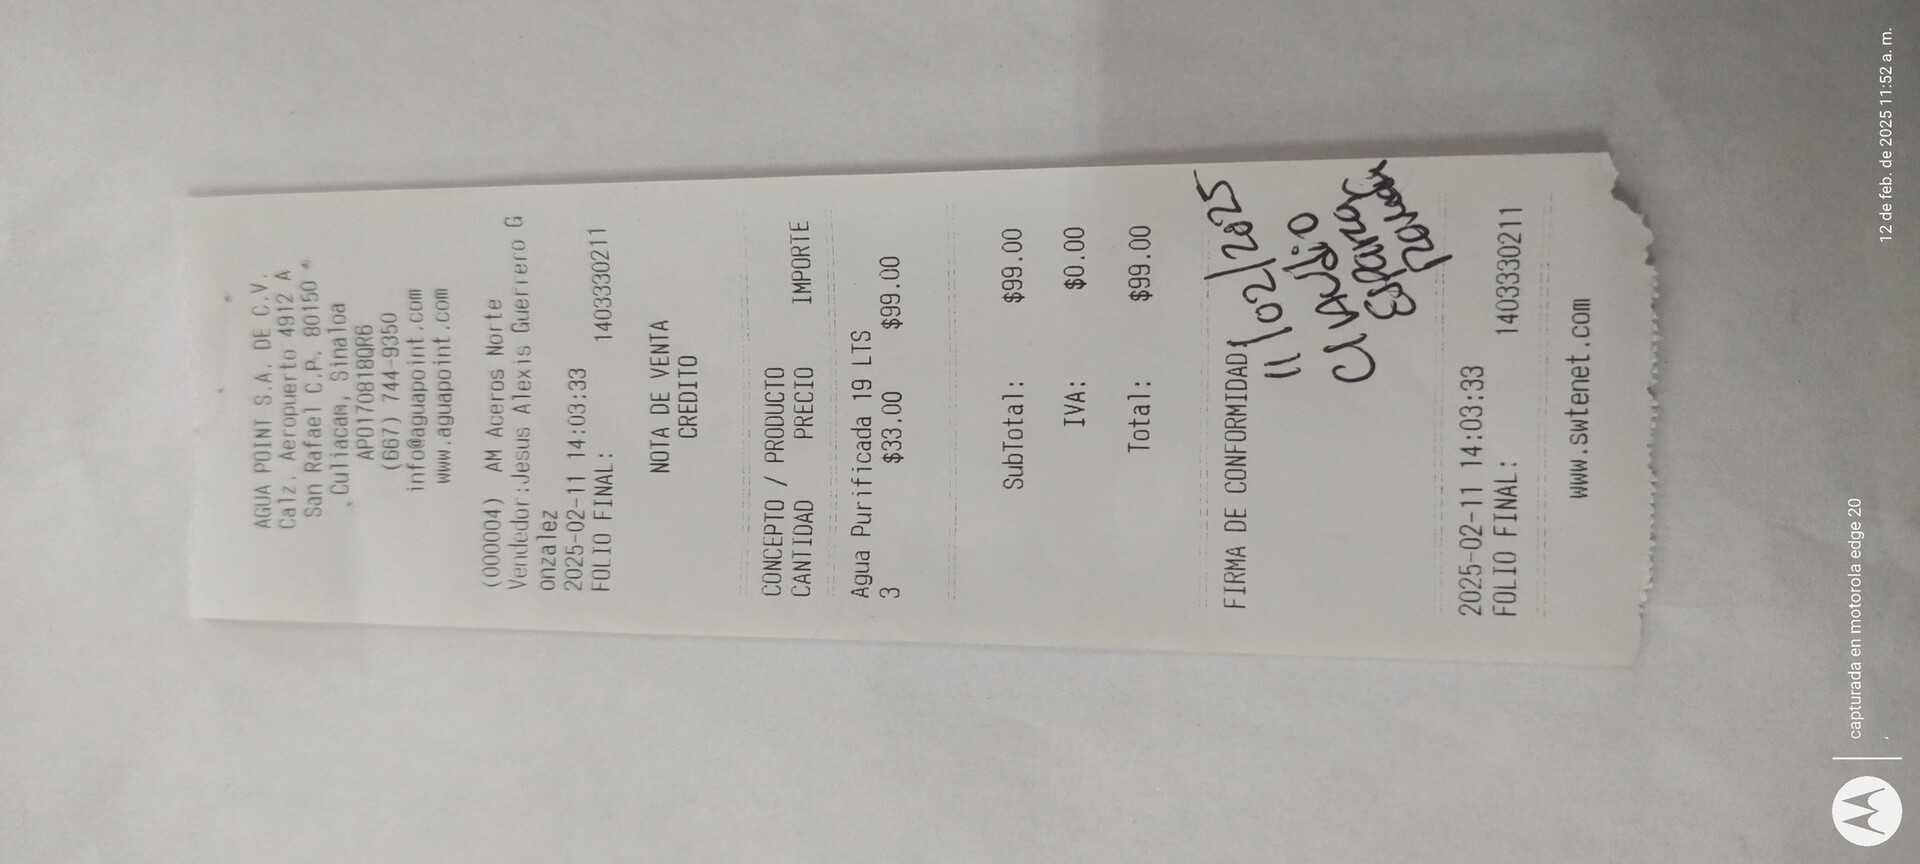 AGUA POINT S.A. DE C.V.
Calz. Aeropuerto 4912 A
San Rafael C.P. 80150
,Culiacam, Sinaloa
APO170818QR6
(667) 744-9350
info@aguapoint.com
www.aguapoint.com
(000004) AM Aceros Norte
Vendedor:Jesus Alexis Guerrero G
onzalez
2025-02-11 14:03:33
FOLIO FINAL: 1403330211
NOTA DE VENTA
CREDITO
CONCEPTO / PRODUCTO
CANTIDAD PRECIO IMPORTE
Agua Purificada 19 LTS
3 $33.00 $99.00
SubTotal: $99.00
IVA: $0.00
Total: $99.00
FIRMA DE CONFORMIDAD
11/02/2025
Claudio
Esparza
2025-02-11 14:03:33
FOLIO FINAL: 1403330211
www.swtenet.com
capturada en motorola edge 20
12 de feb. de 2025 11:52 a. m.